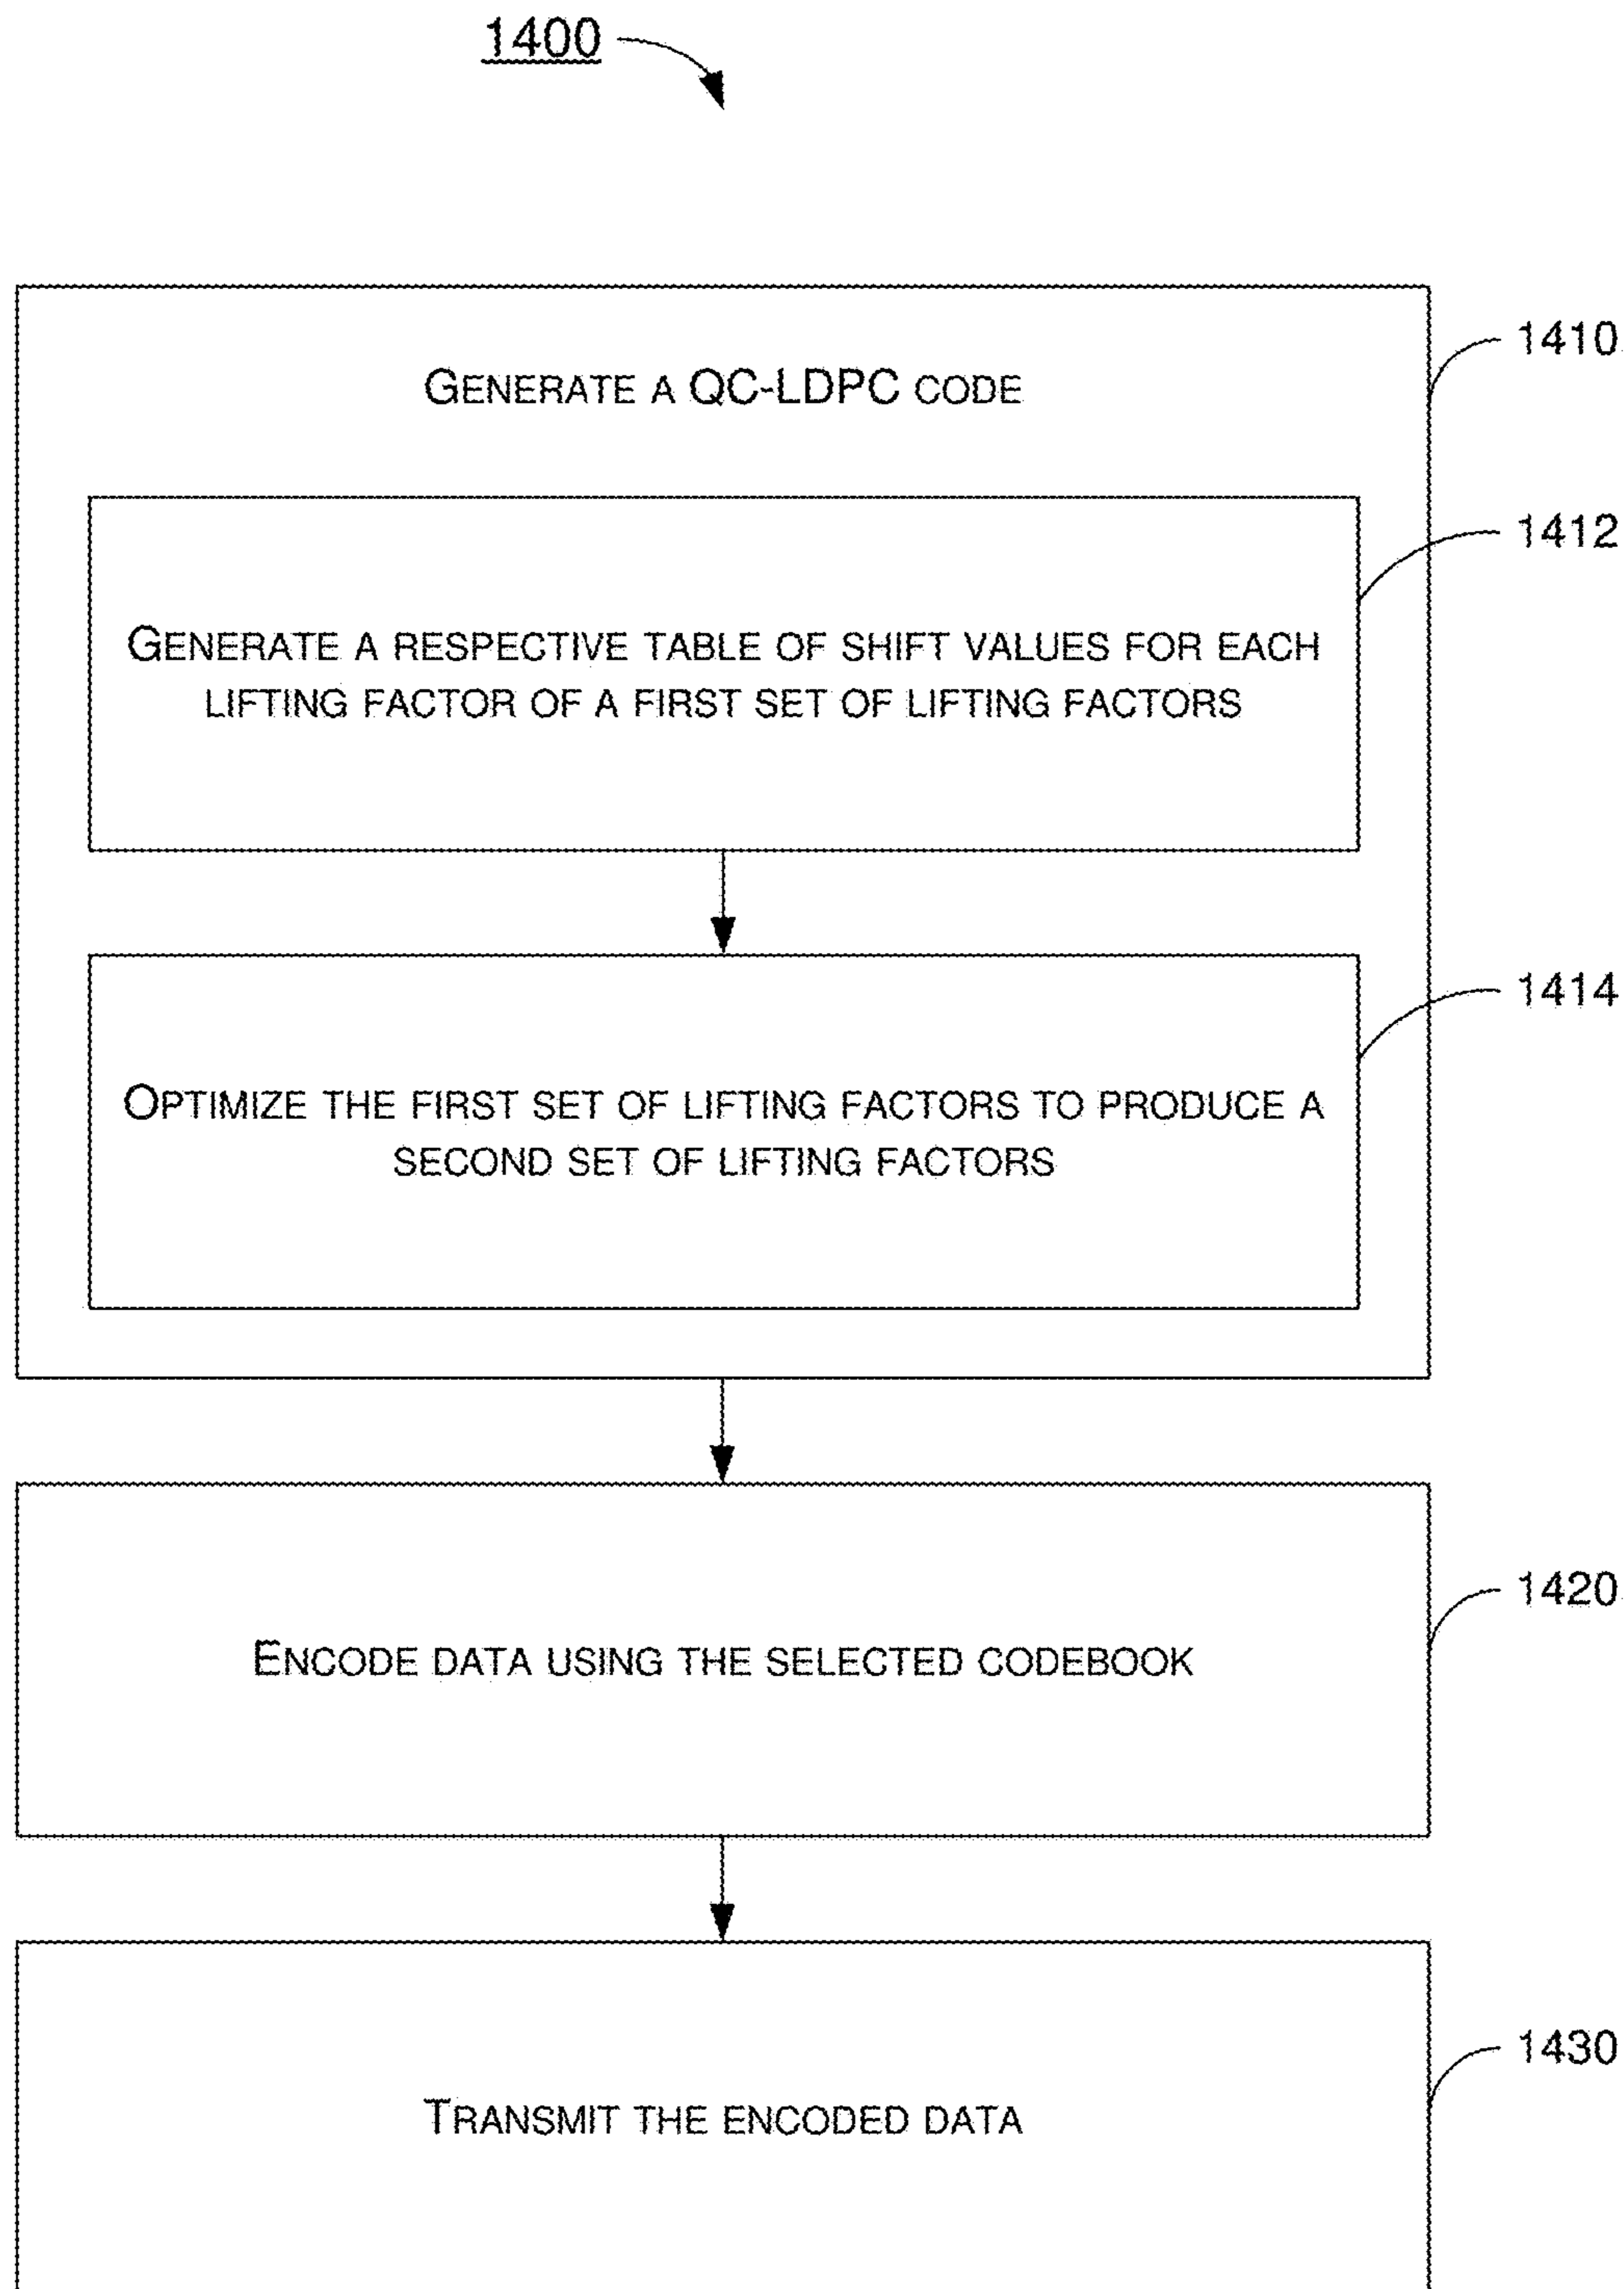 1400
1410
GENERATE A QC-LDPC CODE
1412
GENERATE A RESPECTIVE TABLE OF SHIFT VALUES FOR EACH
LIFTING FACTOR OF A FIRST SET OF LIFTING FACTORS
1414
OPTIMIZE THE FIRST SET OF LIFTING FACTORS TO PRODUCE A
SECOND SET OF LIFTING FACTORS
1420
ENCODE DATA USING THE SELECTED CODEBOOK
1430
TRANSMIT THE ENCODED DATA